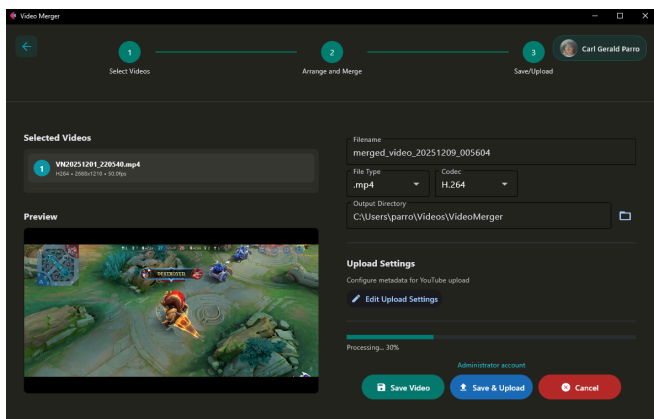 Video Merger
1
2
3
Carl Gerald Parro
Select Videos
Arrange and Merge
Save/Upload
Selected Videos
1
VN20251201_220540.mp4
H264 • 2688x1210 • 50.0fps
Preview
DESTROYED
Filename
merged_video_20251209_005604
File Type
.mp4
Codec
H.264
Output Directory
C:\Users\parro\Videos\VideoMerger
Upload Settings
Configure metadata for YouTube upload
Edit Upload Settings
Processing... 30%
Administrator account
Save Video
Save & Upload
Cancel